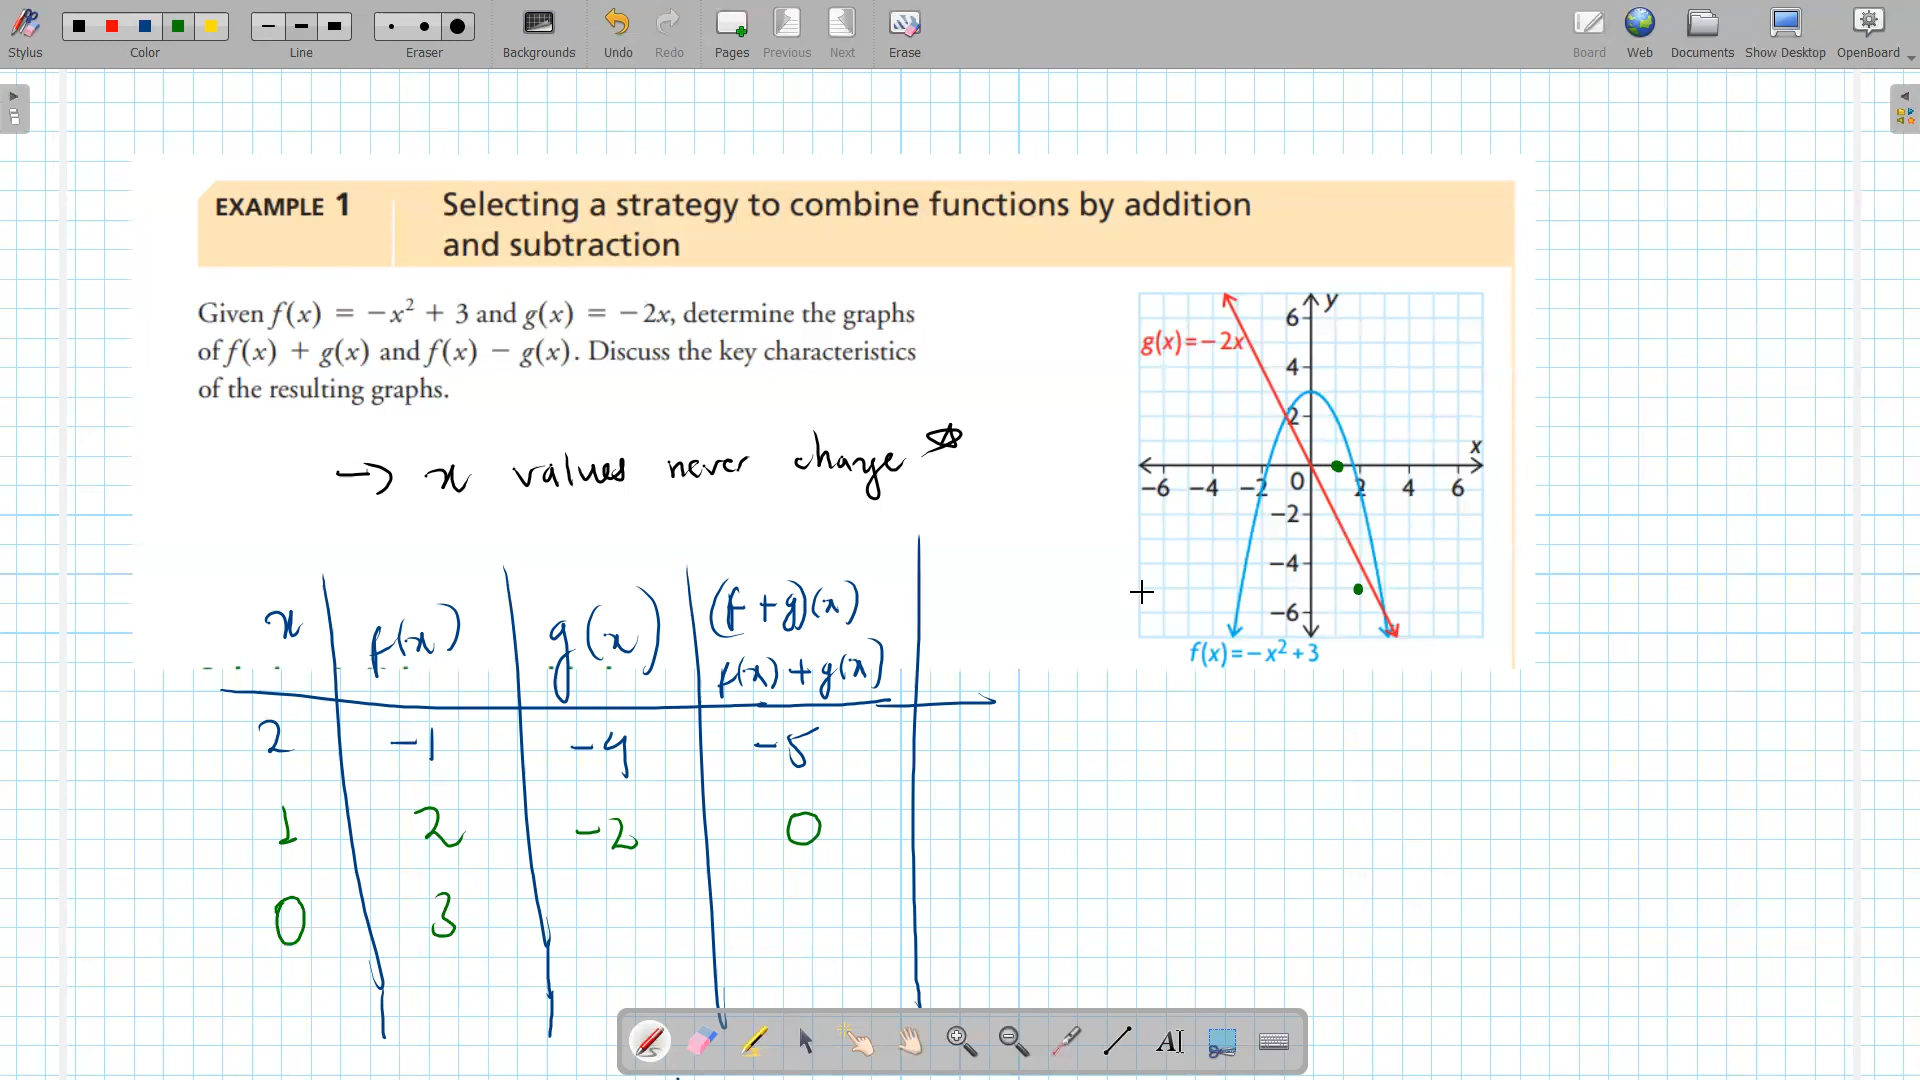 Stylus Color Line Eraser Backgrounds Undo Redo Pages Previous Next Erase Board Web Documents Show Desktop OpenBoard
EXAMPLE 1
Selecting a strategy to combine functions by addition
and subtraction
Given f(x) = −x² + 3 and g(x) = −2x, determine the graphs
of f(x) + g(x) and f(x) − g(x). Discuss the key characteristics
of the resulting graphs.
y
6
g(x)=−2x
4
2
x
−6 −4 −2 0 2 4 6
−2
−4
−6
f(x)=−x²+3
→ x values never change ☆
x f(x) g(x) (f+g)(x)
f(x)+g(x)
2 −1 −4 −5
1 2 −2 0
0 3